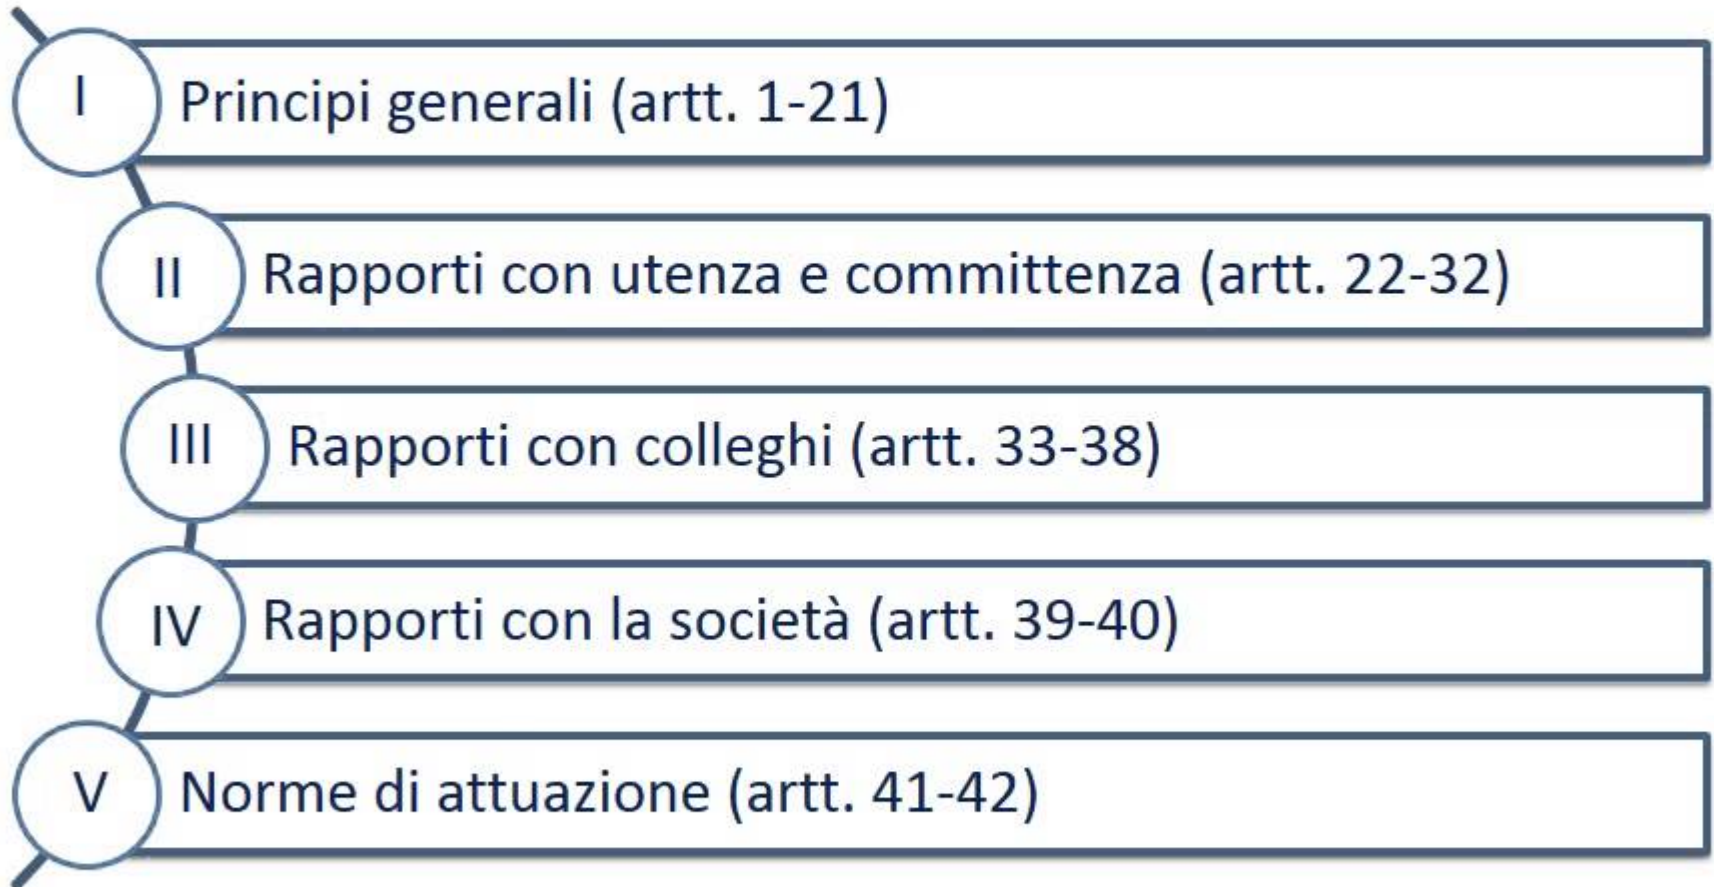 I
Principi generali (artt. 1-21)
II
Rapporti con utenza e committenza (artt. 22-32)
III
Rapporti con colleghi (artt. 33-38)
IV
Rapporti con la società (artt. 39-40)
V
Norme di attuazione (artt. 41-42)